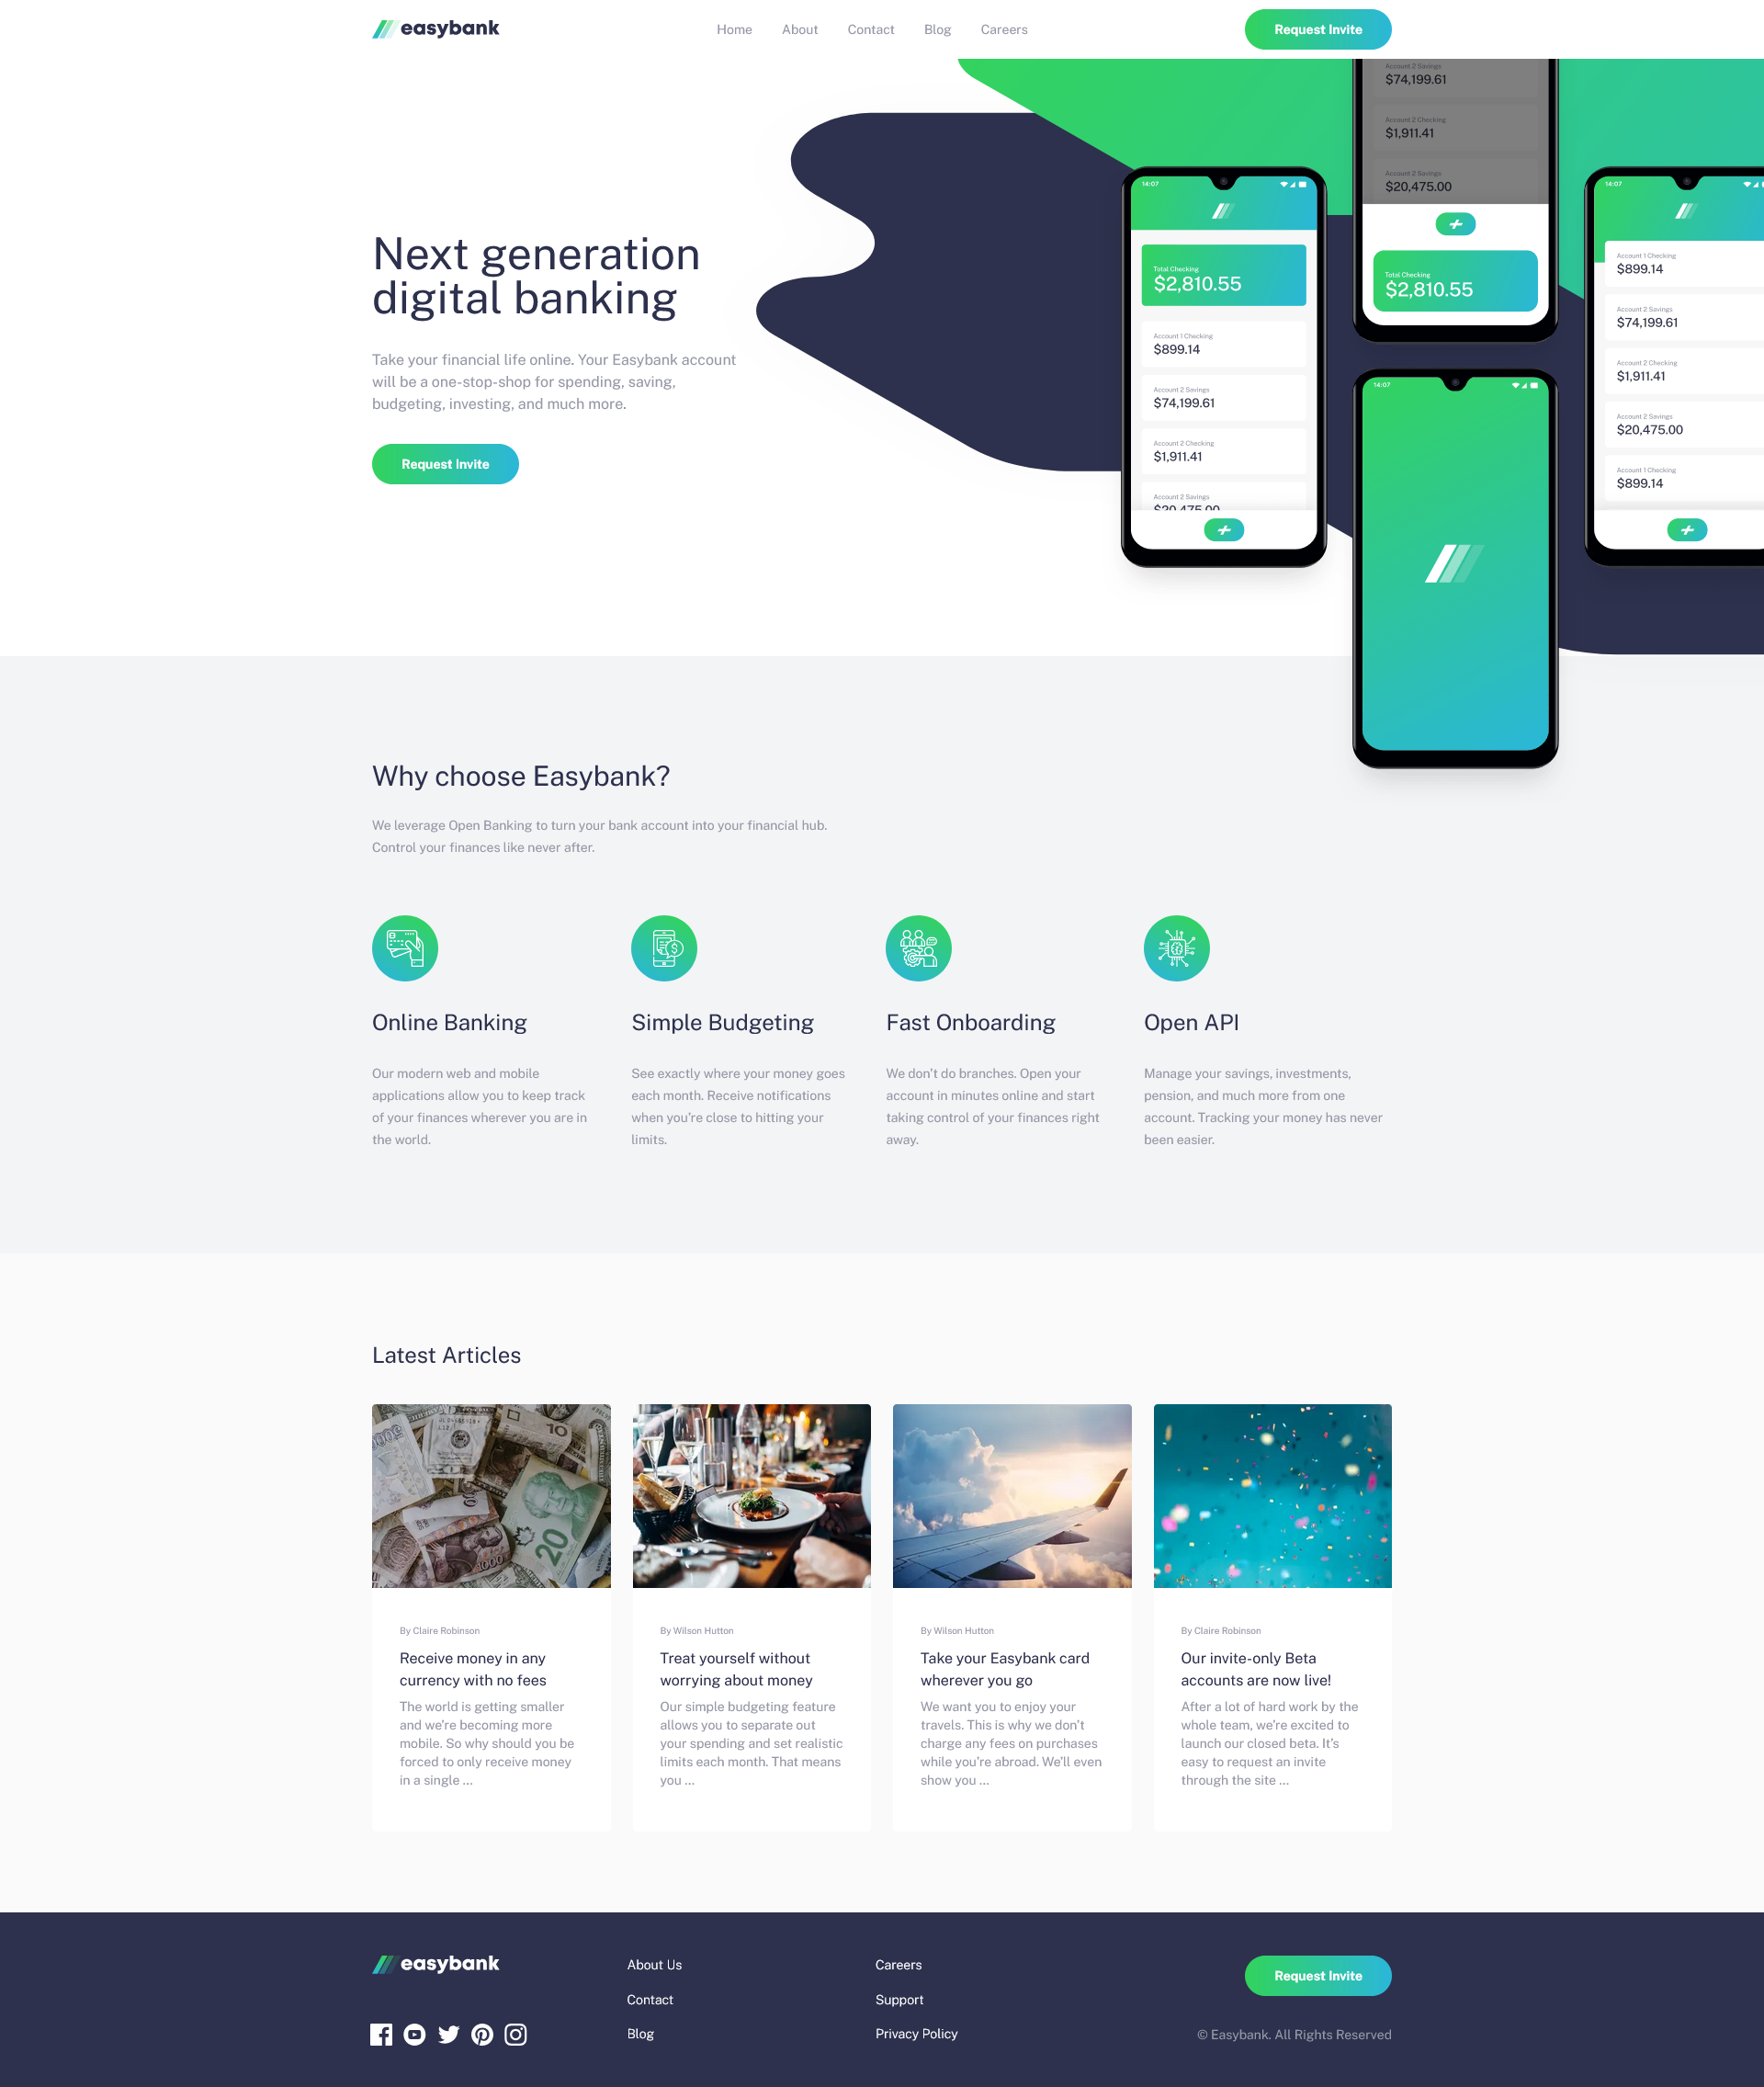 easybank
Home
About
Contact
Blog
Careers
Request Invite
Account 2 Savings
$74,199.61
Account 2 Checking
$1,911.41
Account 2 Savings
$20,475.00
Total Checking
$2,810.55
Next generation
digital banking
Take your financial life online. Your Easybank account
will be a one-stop-shop for spending, saving,
budgeting, investing, and much more.
Request Invite
14:07
Total Checking
$2,810.55
Account 1 Checking
$899.14
Account 2 Savings
$74,199.61
Account 2 Checking
$1,911.41
Account 2 Savings
$20,475.00
14:07
Account 1 Checking
$899.14
Account 2 Savings
$74,199.61
Account 2 Checking
$1,911.41
Account 2 Savings
$20,475.00
Account 1 Checking
$899.14
14:07
Why choose Easybank?
We leverage Open Banking to turn your bank account into your financial hub.
Control your finances like never after.
Online Banking
Our modern web and mobile
applications allow you to keep track
of your finances wherever you are in
the world.
Simple Budgeting
See exactly where your money goes
each month. Receive notifications
when you’re close to hitting your
limits.
Fast Onboarding
We don’t do branches. Open your
account in minutes online and start
taking control of your finances right
away.
Open API
Manage your savings, investments,
pension, and much more from one
account. Tracking your money has never
been easier.
Latest Articles
10
20
1000
By Claire Robinson
Receive money in any
currency with no fees
The world is getting smaller
and we’re becoming more
mobile. So why should you be
forced to only receive money
in a single …
By Wilson Hutton
Treat yourself without
worrying about money
Our simple budgeting feature
allows you to separate out
your spending and set realistic
limits each month. That means
you …
By Wilson Hutton
Take your Easybank card
wherever you go
We want you to enjoy your
travels. This is why we don’t
charge any fees on purchases
while you’re abroad. We’ll even
show you …
By Claire Robinson
Our invite-only Beta
accounts are now live!
After a lot of hard work by the
whole team, we’re excited to
launch our closed beta. It’s
easy to request an invite
through the site …
easybank
About Us
Contact
Blog
Careers
Support
Privacy Policy
Request Invite
© Easybank. All Rights Reserved